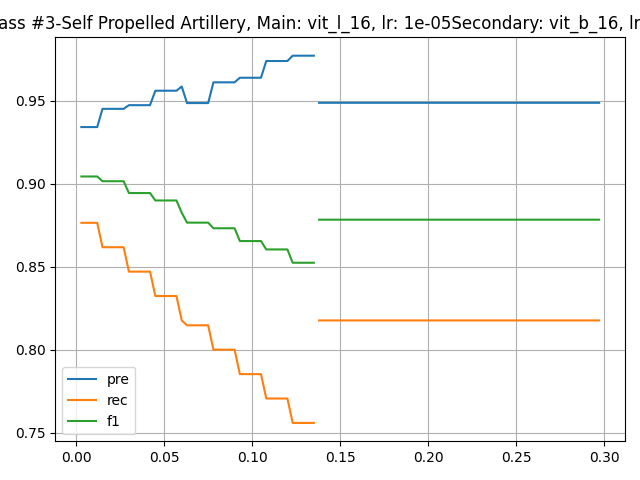 ass #3-Self Propelled Artillery, Main: vit_l_16, lr: 1e-05Secondary: vit_b_16, lr
0.95
0.90
0.85
0.80
0.75
pre
rec
f1
0.00 0.05 0.10 0.15 0.20 0.25 0.30